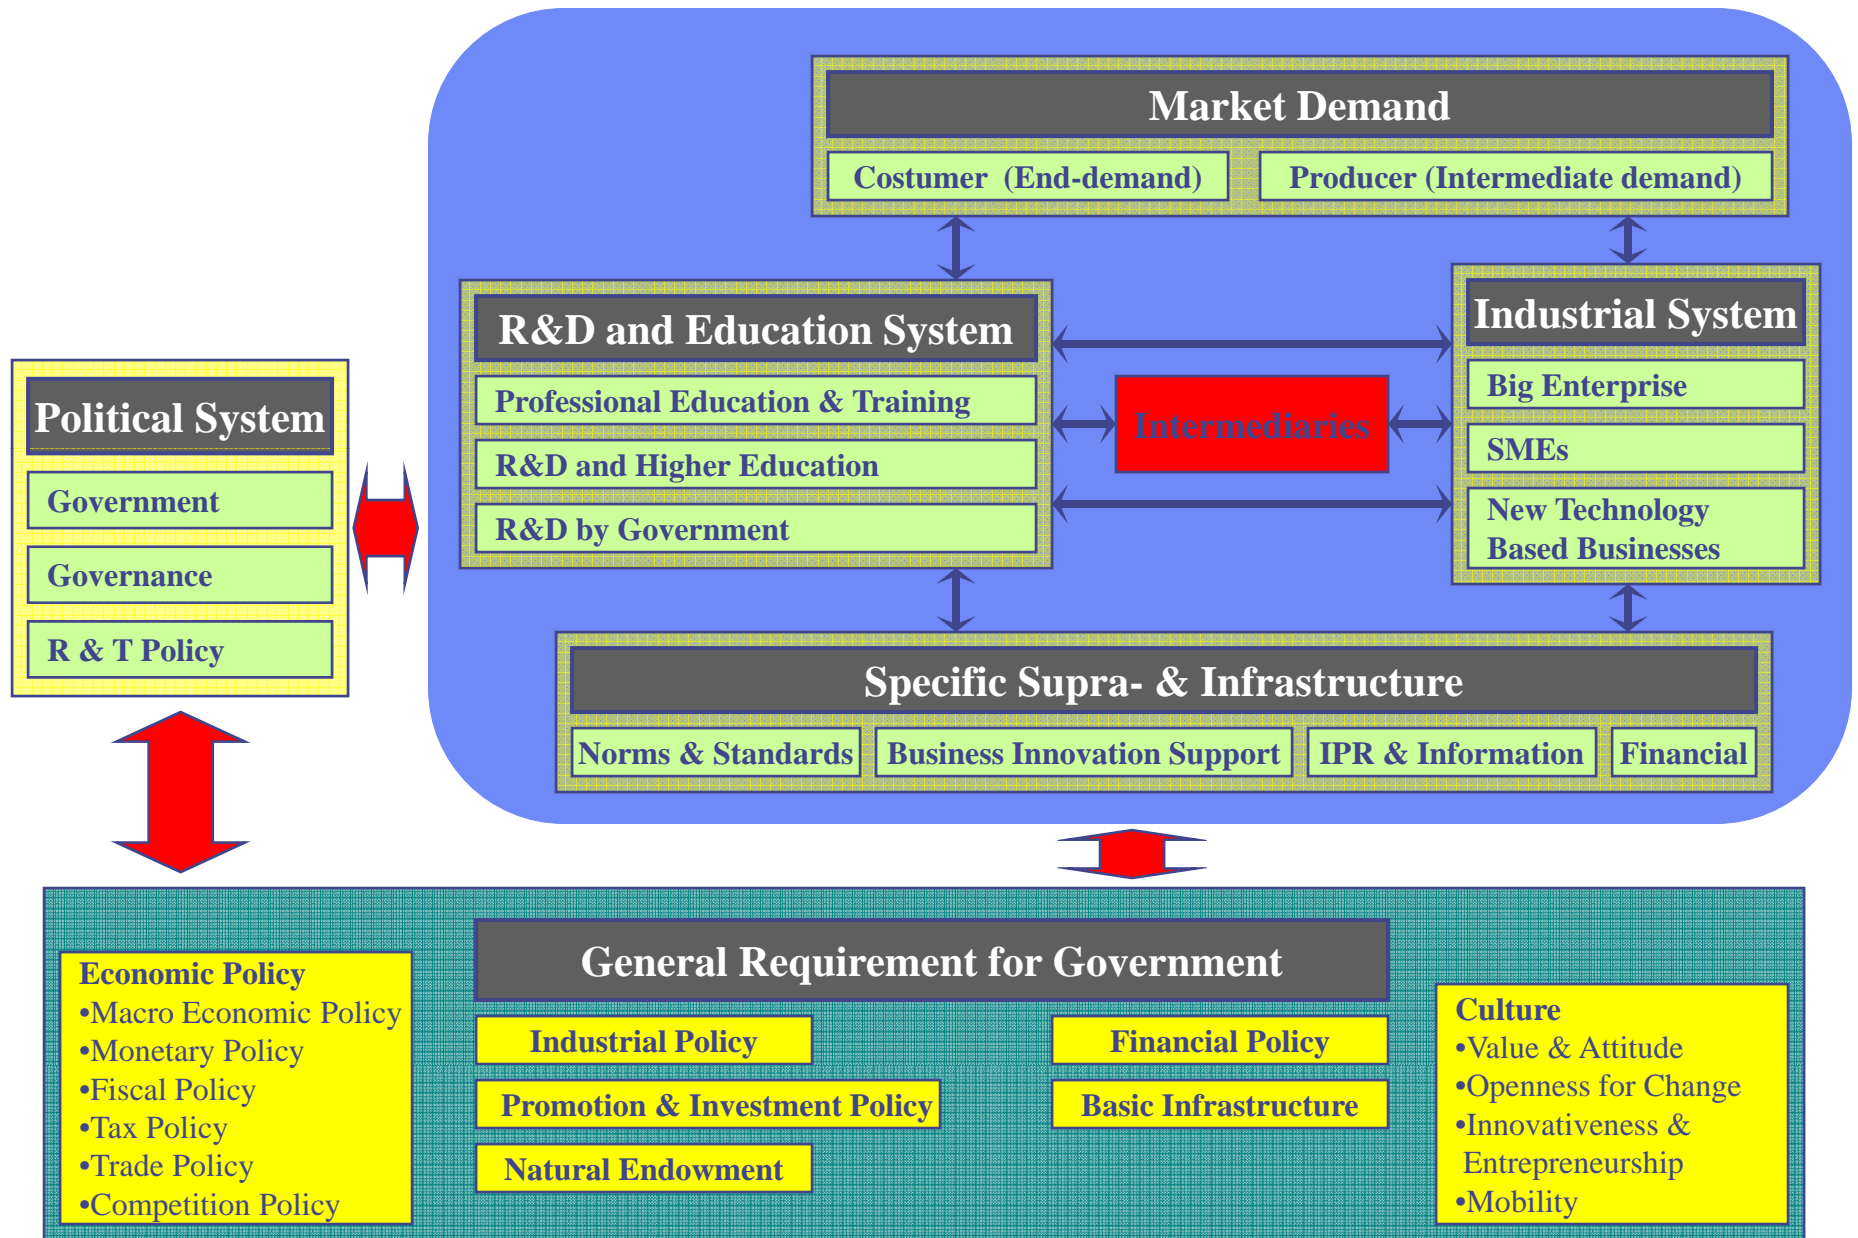 Market Demand
Costumer (End-demand)
Producer (Intermediate demand)
R&D and Education System
Professional Education & Training
R&D and Higher Education
R&D by Government
Intermediaries
Industrial System
Big Enterprise
SMEs
New Technology
Based Businesses
Political System
Government
Governance
R & T Policy
Specific Supra- & Infrastructure
Norms & Standards
Business Innovation Support
IPR & Information
Financial
General Requirement for Government
Economic Policy
•Macro Economic Policy
•Monetary Policy
•Fiscal Policy
•Tax Policy
•Trade Policy
•Competition Policy
Industrial Policy
Promotion & Investment Policy
Natural Endowment
Financial Policy
Basic Infrastructure
Culture
•Value & Attitude
•Openness for Change
•Innovativeness &
Entrepreneurship
•Mobility